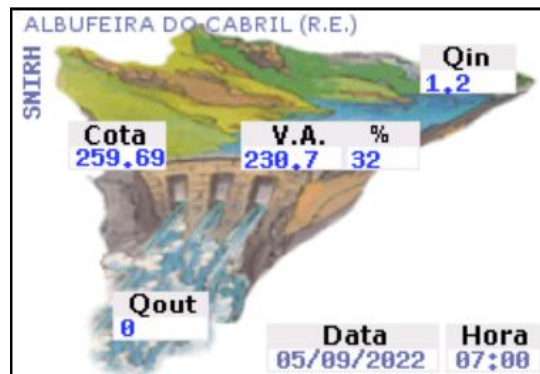 ALBUFEIRA DO CABRIL (R.E.)
SNIRH
Qin
1.2
Cota
259.69
V.A. %
230.7 32
Qout
0
Data Hora
05/09/2022 07:00